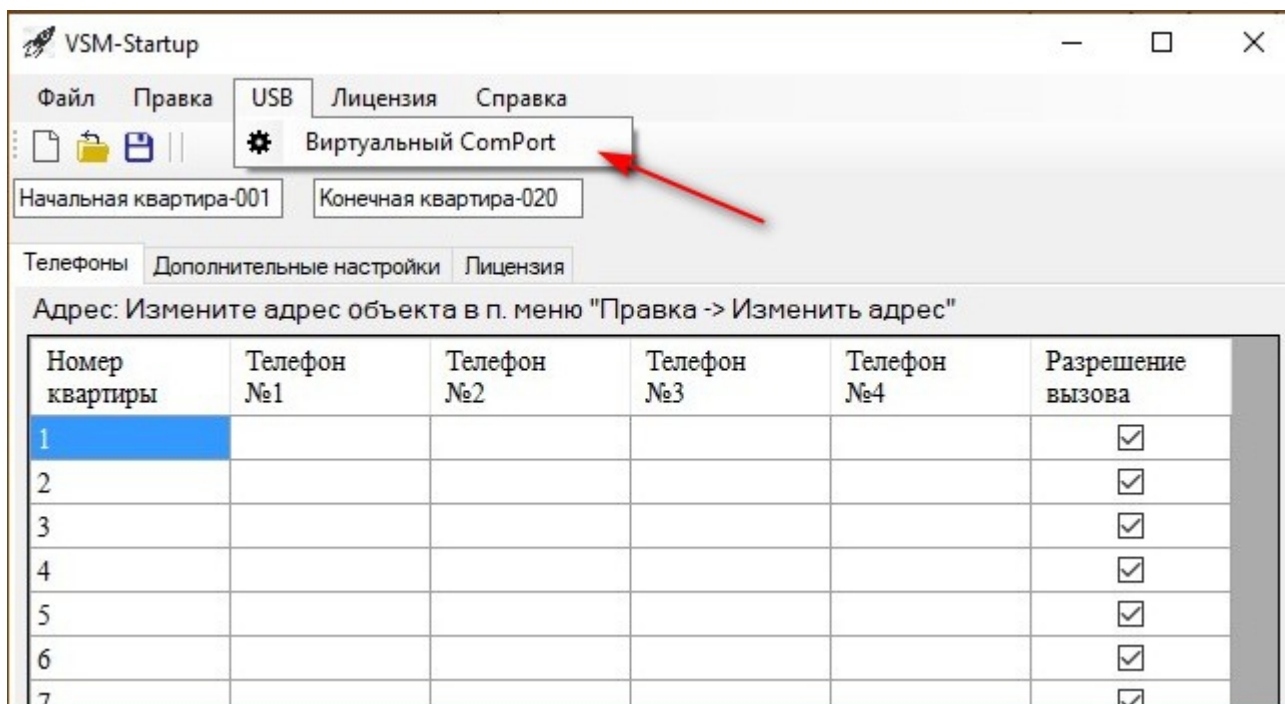 VSM-Startup
Файл Правка USB Лицензия Справка
Виртуальный ComPort
Начальная квартира-001 Конечная квартира-020
Телефоны Дополнительные настройки Лицензия
Адрес: Измените адрес объекта в п. меню "Правка -> Изменить адрес"
Номер квартиры Телефон №1 Телефон №2 Телефон №3 Телефон №4 Разрешение вызова
1
2
3
4
5
6
7